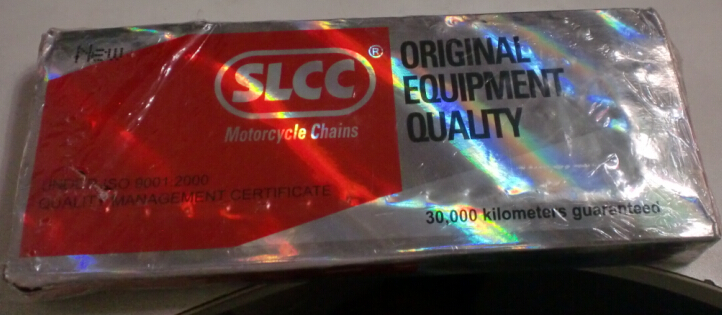 New
SLCC®
Motorcycle Chains
UNDER ISO 9001:2000
QUALITY MANAGEMENT CERTIFICATE
ORIGINAL
EQUIPMENT
QUALITY
30,000 kilometers guaranteed